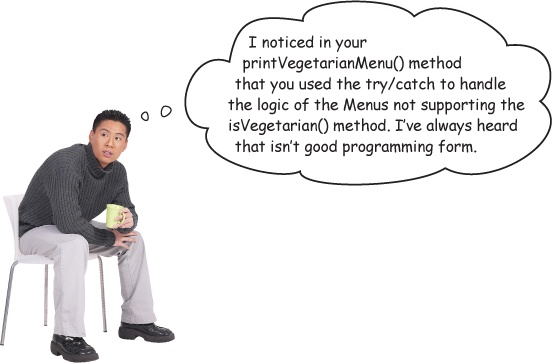 I noticed in your
printVegetarianMenu() method
that you used the try/catch to handle
the logic of the Menus not supporting the
isVegetarian() method. I've always heard
that isn't good programming form.